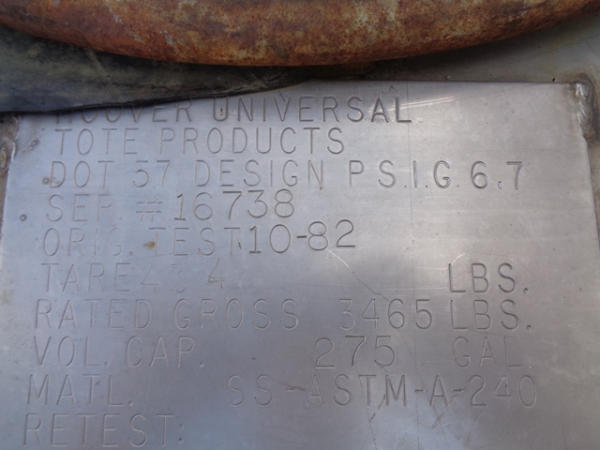 HOOVER UNIVERSAL
TOTE PRODUCTS
DOT 57 DESIGN P.S.I.G. 6.7
SER. # 16738
ORIG. TEST 10-82
TARE LBS.
RATED GROSS 3465 LBS.
VOL. CAP. 275 GAL
MATL. SS-ASTM-A-240
RETEST: